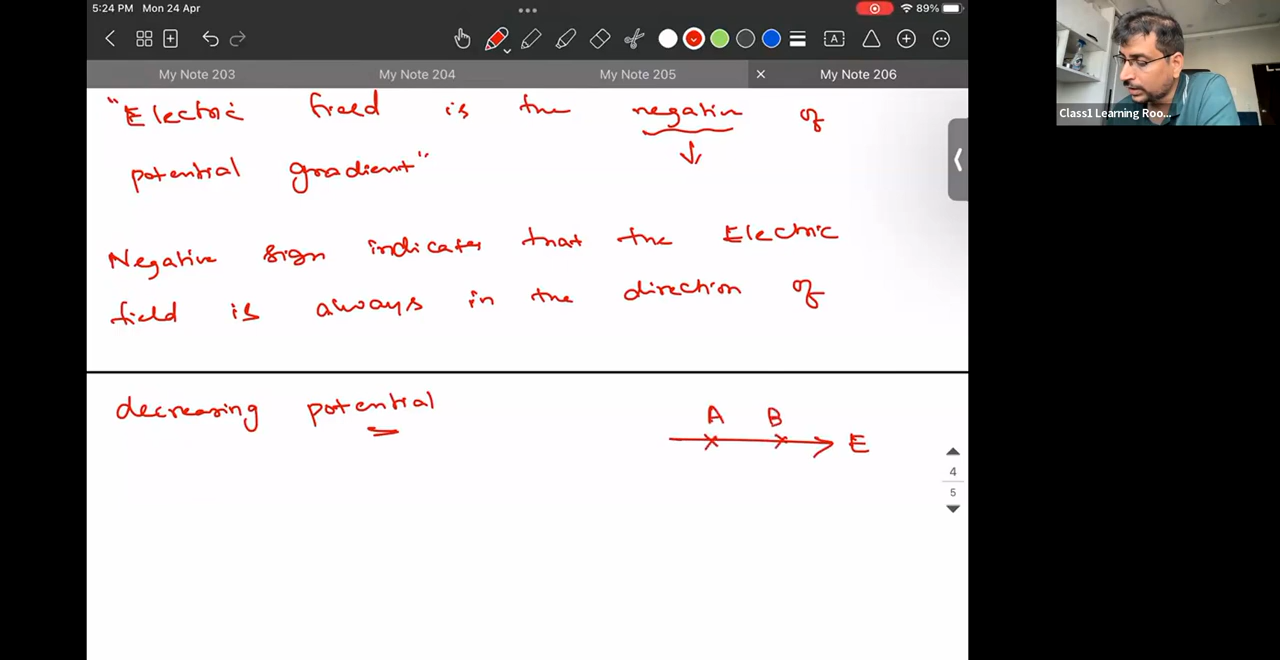 5:24 PM Mon 24 Apr
89%
A
My Note 203
My Note 204
My Note 205
My Note 206
Class1 Learning Roo...
"Electric field is the negative of
potential gradient"
Negative sign indicates that the Electric
field is always in the direction of
decreasing potential
A B
E
4
5